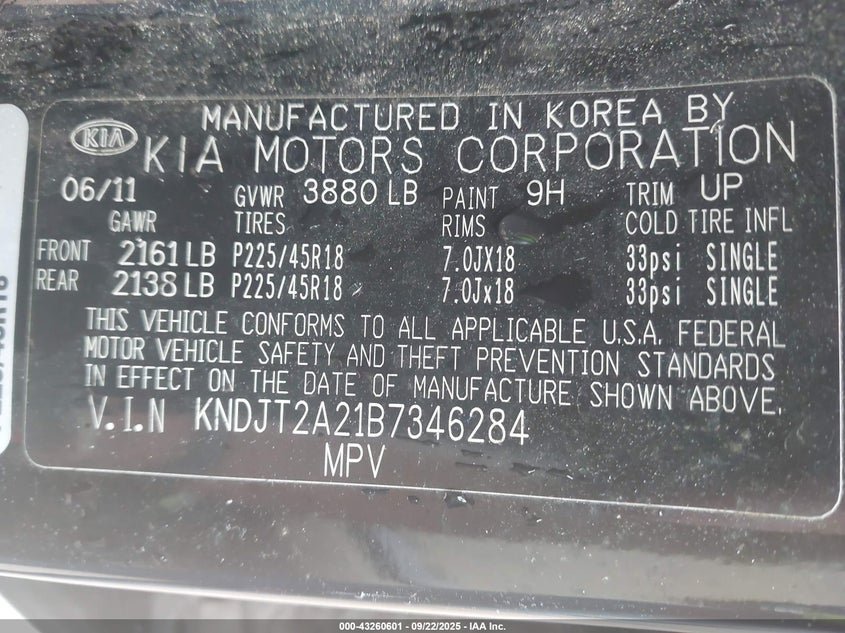 MANUFACTURED IN KOREA BY
KIA KIA MOTORS CORPORATION
06/11 GVWR 3880 LB PAINT 9H TRIM UP
GAWR TIRES RIMS COLD TIRE INFL
FRONT 2161 LB P225/45R18 7.0JX18 33psi SINGLE
REAR 2138 LB P225/45R18 7.0Jx18 33psi SINGLE
THIS VEHICLE CONFORMS TO ALL APPLICABLE U.S.A. FEDERAL
MOTOR VEHICLE SAFETY AND THEFT PREVENTION STANDARDS
IN EFFECT ON THE DATE OF MANUFACTURE SHOWN ABOVE.
V.I.N KNDJT2A21B7346284
MPV
000-43260601 - 09/22/2025 - IAA Inc.